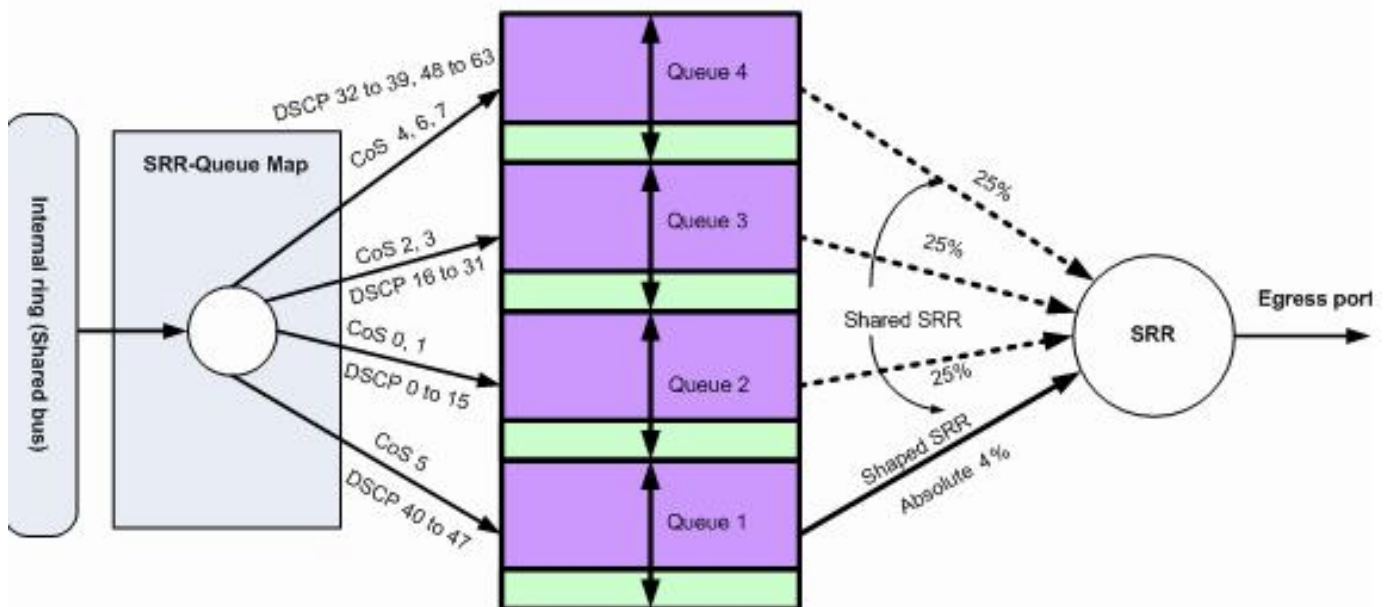 Internal ring (Shared bus)
SRR-Queue Map
DSCP 32 to 39, 48 to 63
CoS 4, 6, 7
CoS 2, 3
DSCP 16 to 31
CoS 0, 1
DSCP 0 to 15
CoS 5
DSCP 40 to 47
Queue 4
Queue 3
Queue 2
Queue 1
25%
25%
Shared SRR
25%
Shaped SRR
Absolute 4%
SRR
Egress port